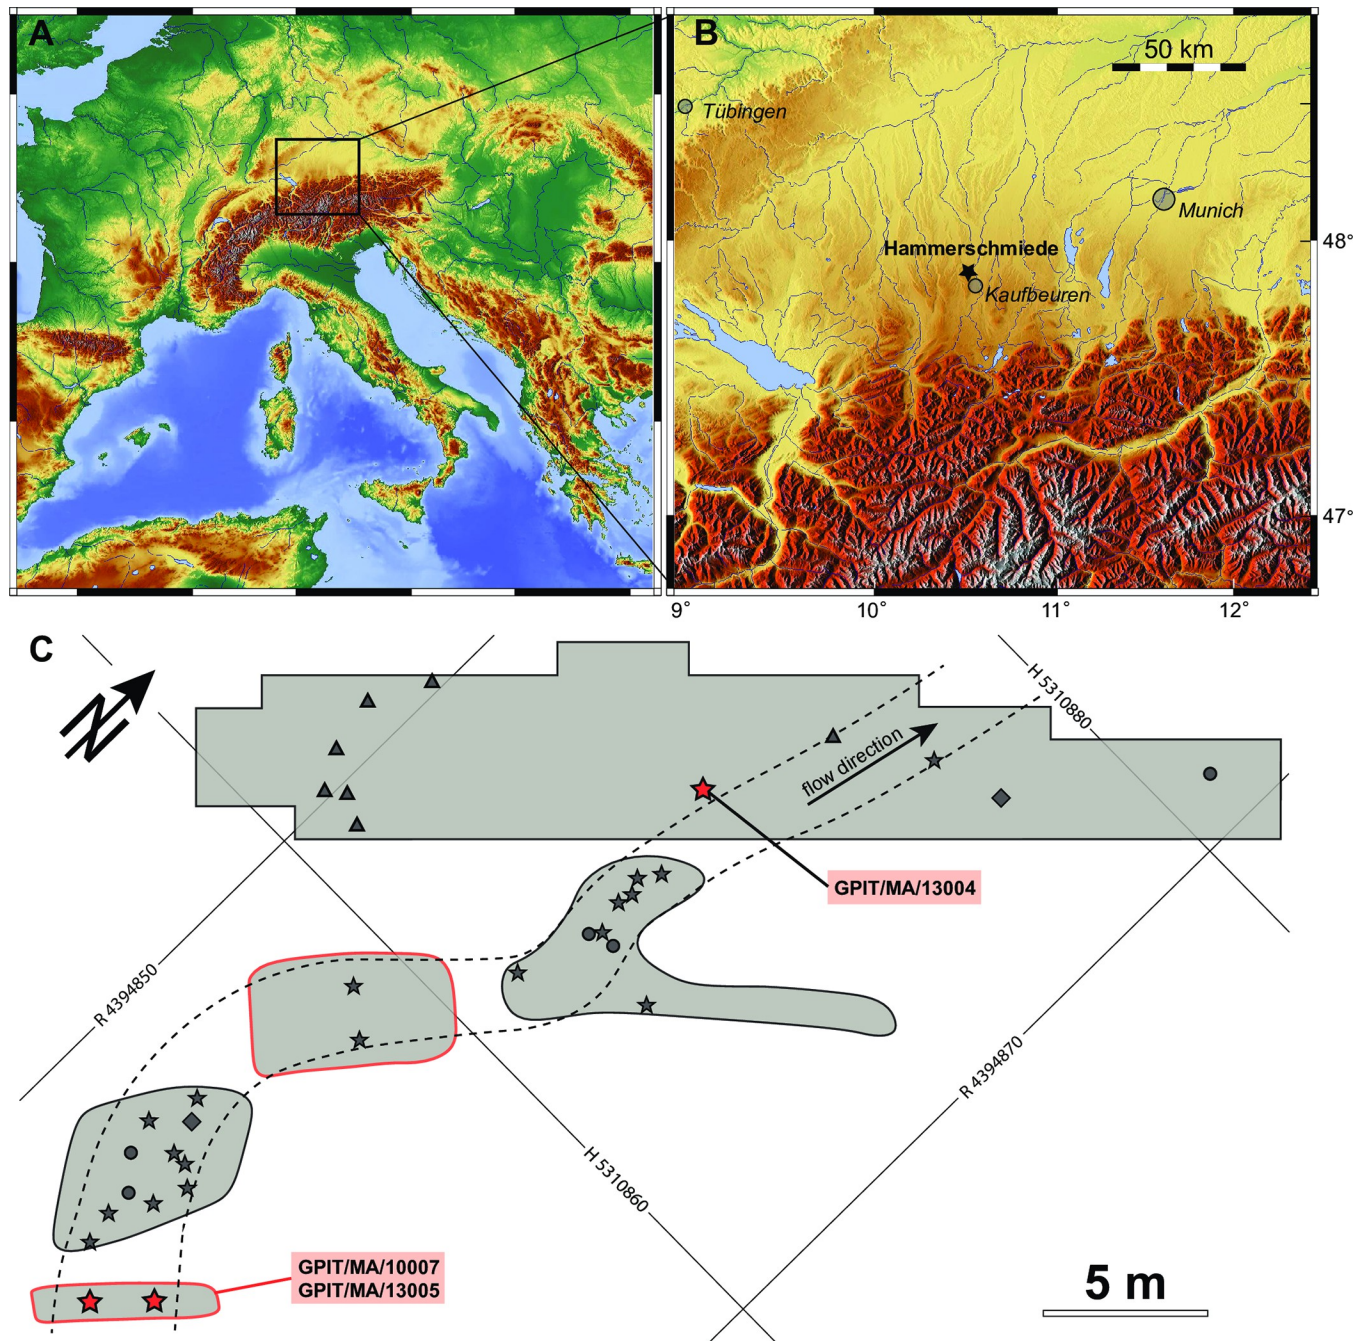 A
B
50 km
Tübingen
Munich
Hammerschmiede
Kaufbeuren
48°
47°
9°
10°
11°
12°
C
N
H 5310880
flow direction
GPIT/MA/13004
R 4394850
R 4394870
H 5310860
GPIT/MA/10007
GPIT/MA/13005
5 m